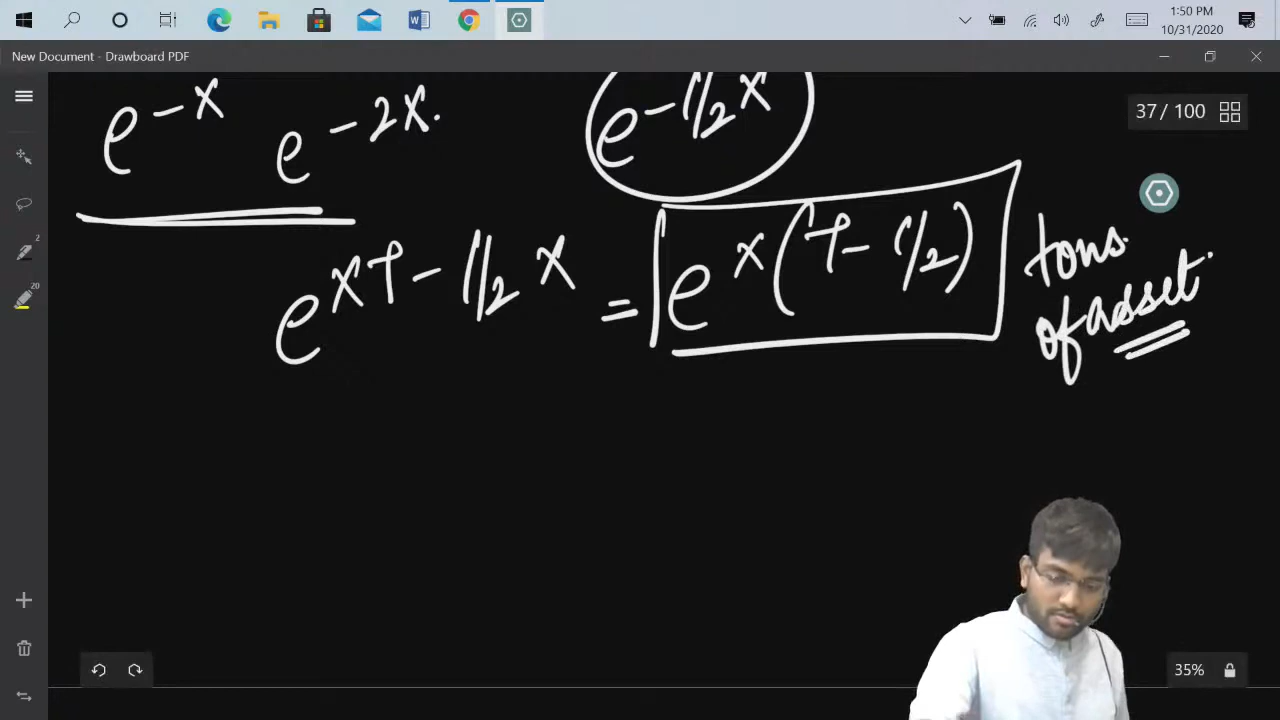 1:50 PM
10/31/2020
New Document - Drawboard PDF
37 / 100
e^{-x} e^{-2x}. e^{-1/2 x}
e^{xT - 1/2 x} = e^{x(T - 1/2)} tons.
of asset.
35%